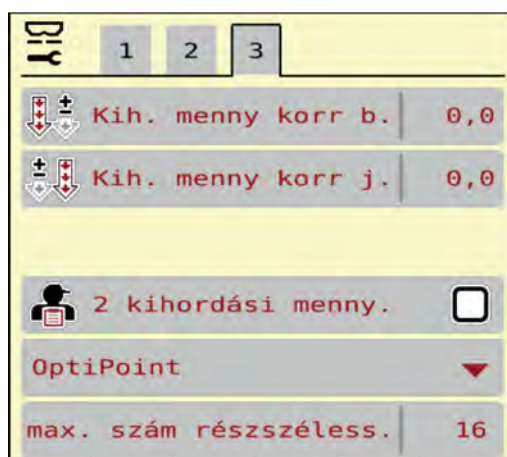 1 2 3
Kih. menny korr b. 0,0
Kih. menny korr j. 0,0
2 kihordási menny.
OptiPoint
max. szám részszéless. 16